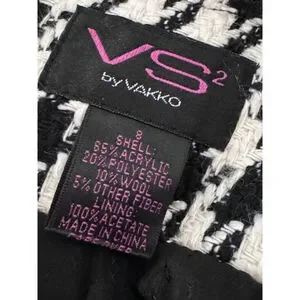 VS2
by VAKKO
8
SHELL:
65% ACRYLIC
20% POLYESTER
10% WOOL
5% OTHER FIBER
LINING:
100% ACETATE
MADE IN CHINA